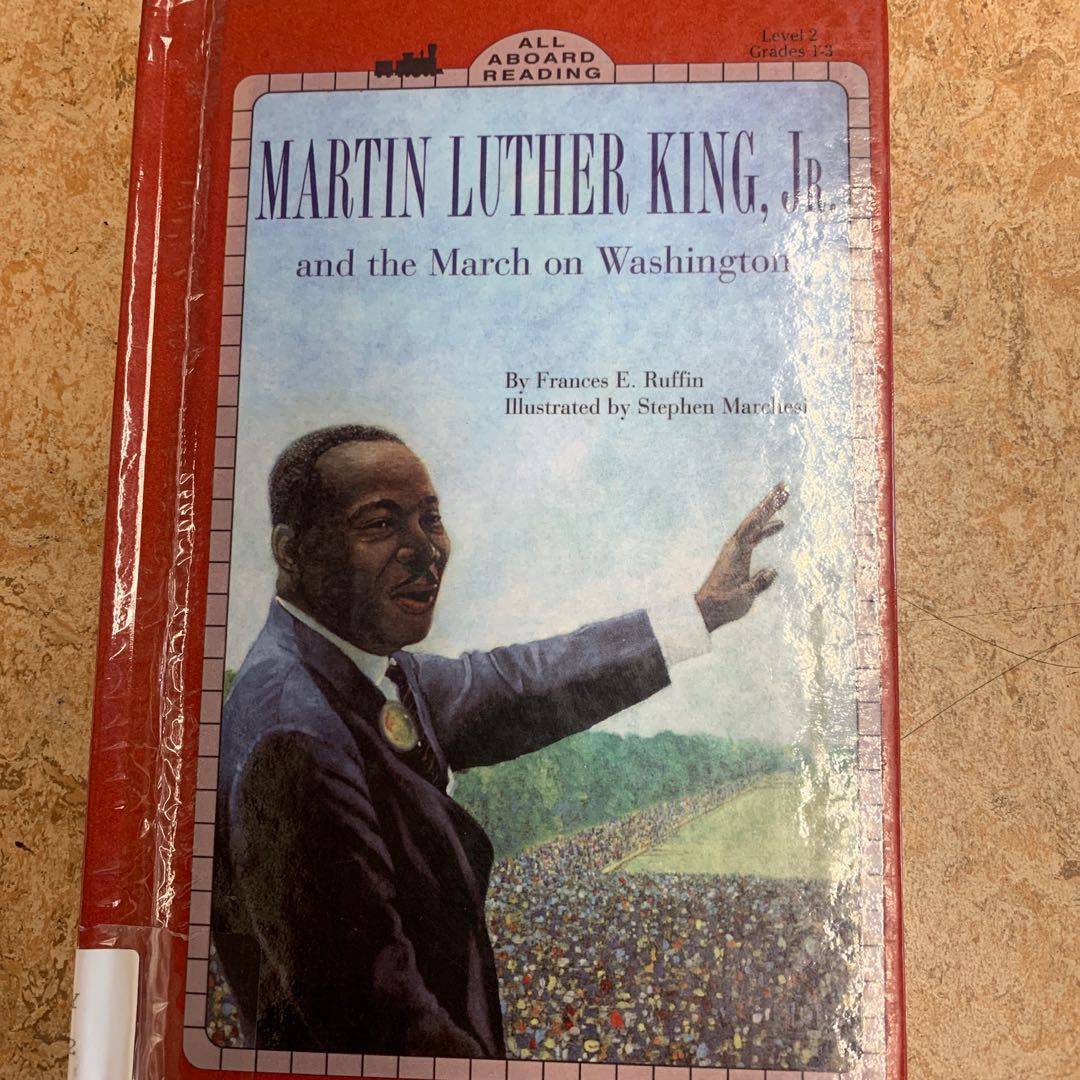 ALL
ABOARD
READING
Level 2
Grades 1-3
MARTIN LUTHER KING, JR.
and the March on Washington
By Frances E. Ruffin
Illustrated by Stephen Marchesi